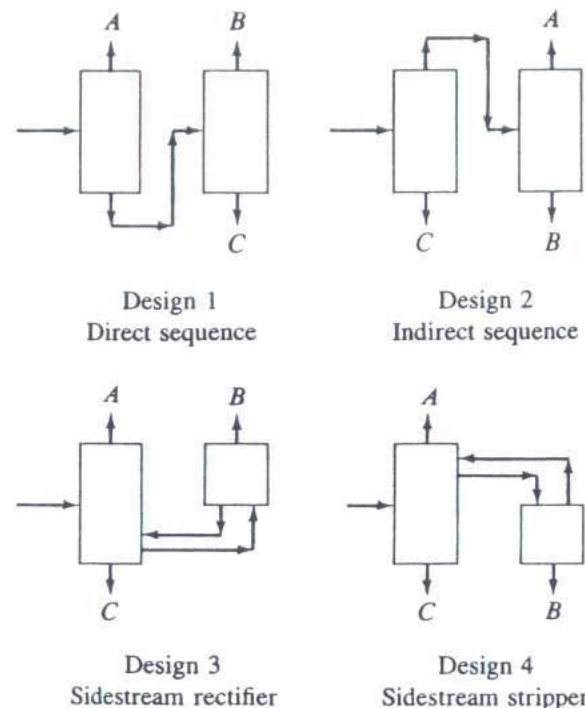 A B
A
C
C B
Design 1 Design 2
Direct sequence Indirect sequence
A B
A
C
C B
Design 3 Design 4
Sidestream rectifier Sidestream stripper